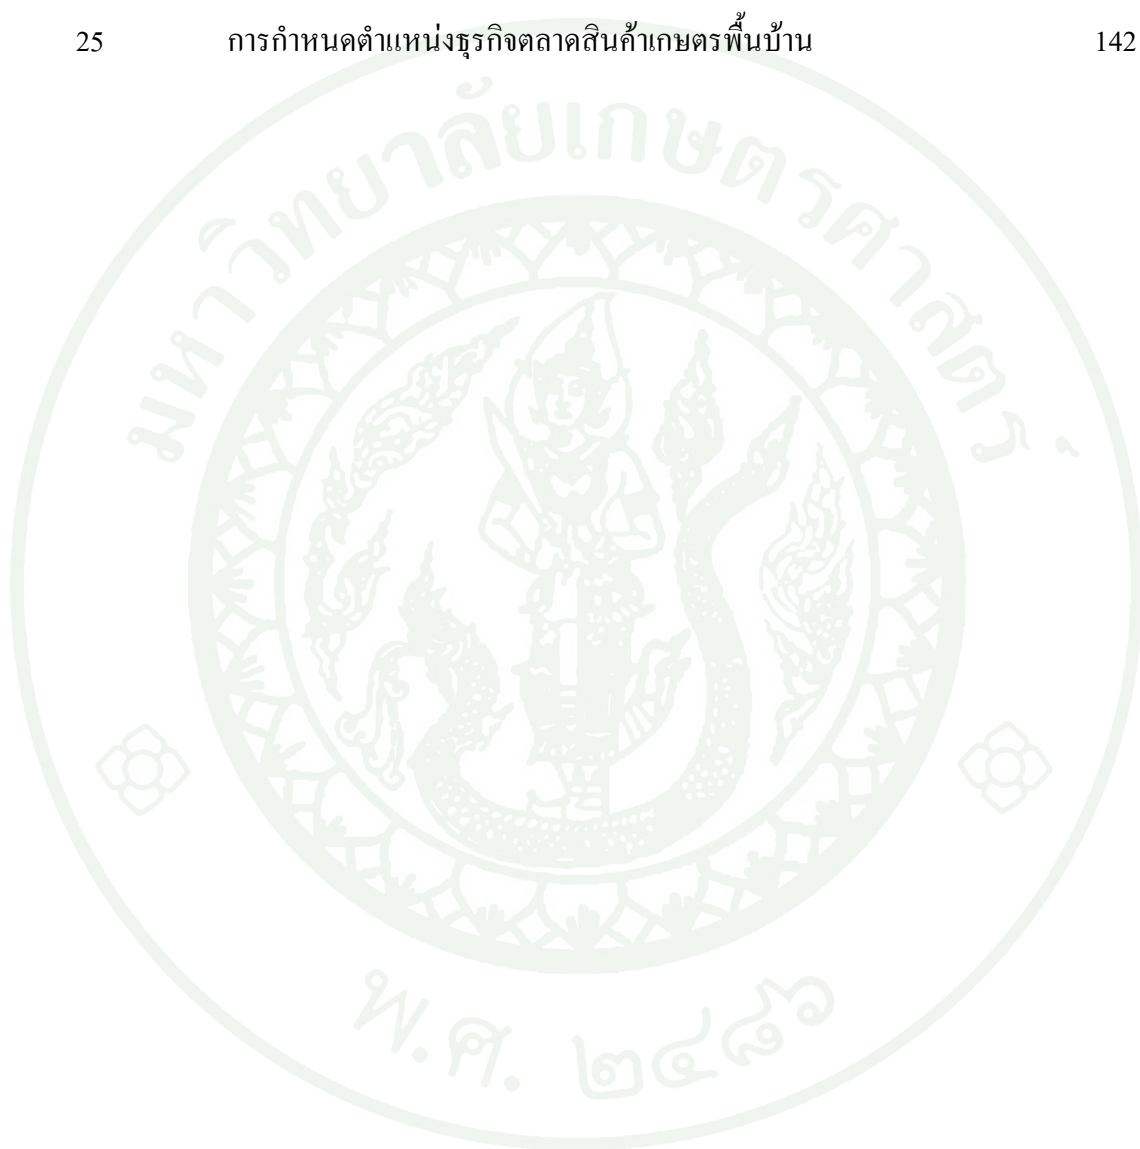 25 การกำหนดตำแหน่งธุรกิจตลาดสินค้าเกษตรพื้นบ้าน 142
มหาวิทยาลัยเกษตรศาสตร์
พ.ศ. ๒๔๘๖